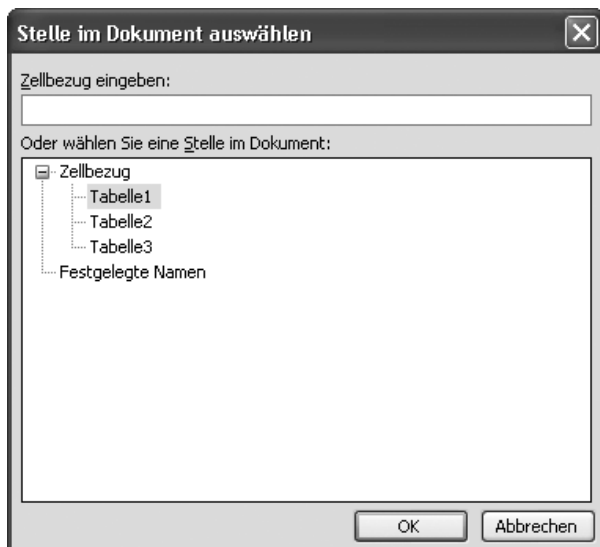 Stelle im Dokument auswählen
Zellbezug eingeben:
Oder wählen Sie eine Stelle im Dokument:
Zellbezug
Tabelle1
Tabelle2
Tabelle3
Festgelegte Namen
OK Abbrechen